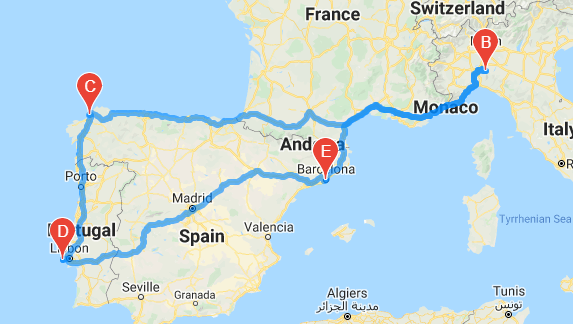 Switzerland
France
B
C
Monaco
Italy
Andorra
E
Barcelona
Porto
Madrid
D
Portugal
Lisbon
Spain
Valencia
Tyrrhenian Sea
Seville
Granada
Algiers
مدينة الجزائر
Tunis
تونس